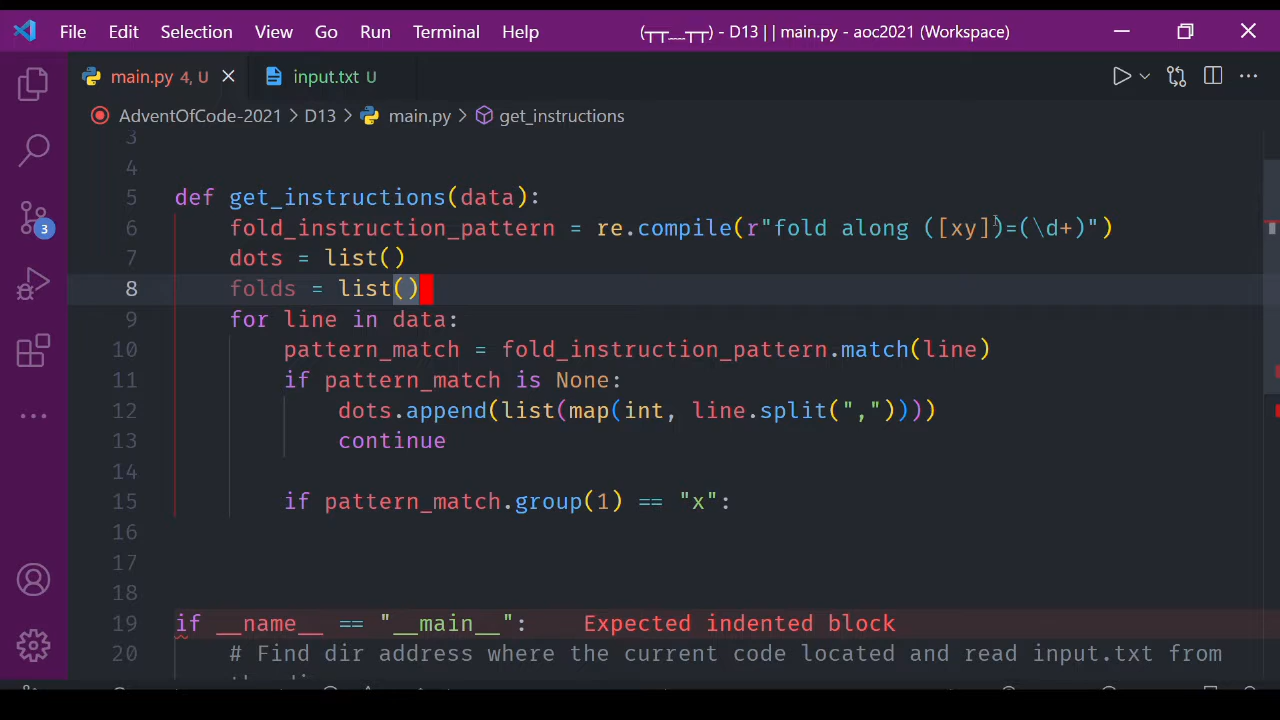 File Edit Selection View Go Run Terminal Help (┬┬﹏┬┬) - D13 | | main.py - aoc2021 (Workspace)
main.py 4, U input.txt U
AdventOfCode-2021 > D13 > main.py > get_instructions
3
4
5 def get_instructions(data):
6 fold_instruction_pattern = re.compile(r"fold along ([xy])=(\d+)")
7 dots = list()
8 folds = list()
9 for line in data:
10 pattern_match = fold_instruction_pattern.match(line)
11 if pattern_match is None:
12 dots.append(list(map(int, line.split(","))))
13 continue
14
15 if pattern_match.group(1) == "x":
16
17
18
19 if __name__ == "__main__": Expected indented block
20 # Find dir address where the current code located and read input.txt from
3